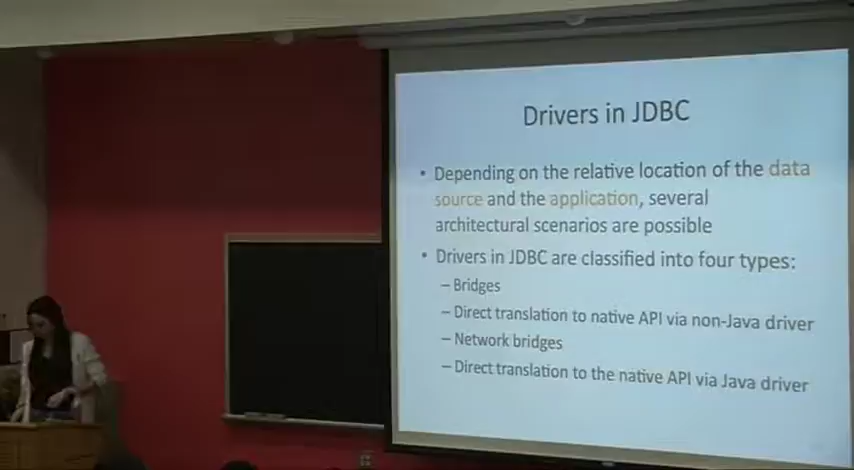 Drivers in JDBC
• Depending on the relative location of the data
source and the application, several
architectural scenarios are possible
• Drivers in JDBC are classified into four types:
– Bridges
– Direct translation to native API via non-Java driver
– Network bridges
– Direct translation to the native API via Java driver